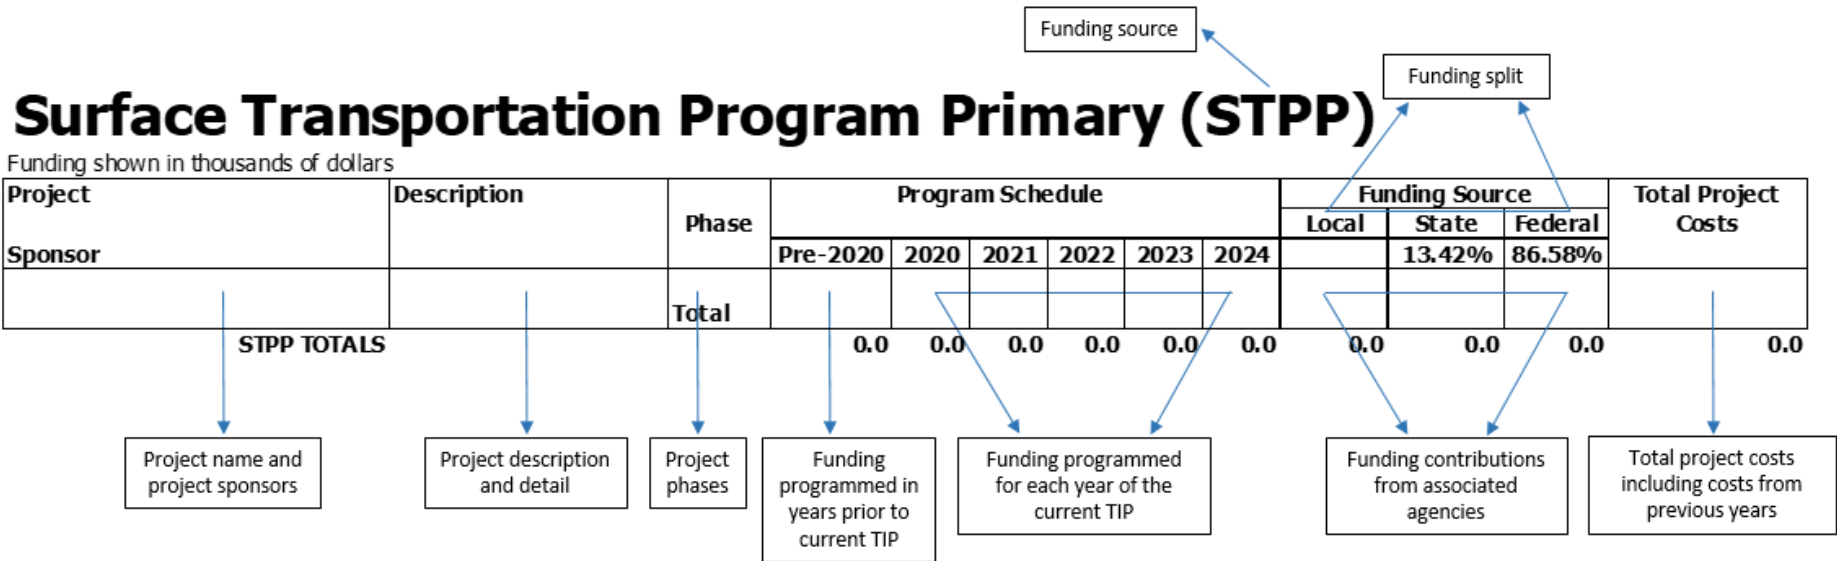 Funding source
Funding split
Surface Transportation Program Primary (STPP)
Funding shown in thousands of dollars
Project Description Program Schedule Funding Source Total Project
Phase Local State Federal Costs
Sponsor Pre-2020 2020 2021 2022 2023 2024 13.42% 86.58%
Total
STPP TOTALS 0.0 0.0 0.0 0.0 0.0 0.0 0.0 0.0 0.0 0.0
Project name and
project sponsors
Project description
and detail
Project
phases
Funding
programmed in
years prior to
current TIP
Funding programmed
for each year of the
current TIP
Funding contributions
from associated
agencies
Total project costs
including costs from
previous years